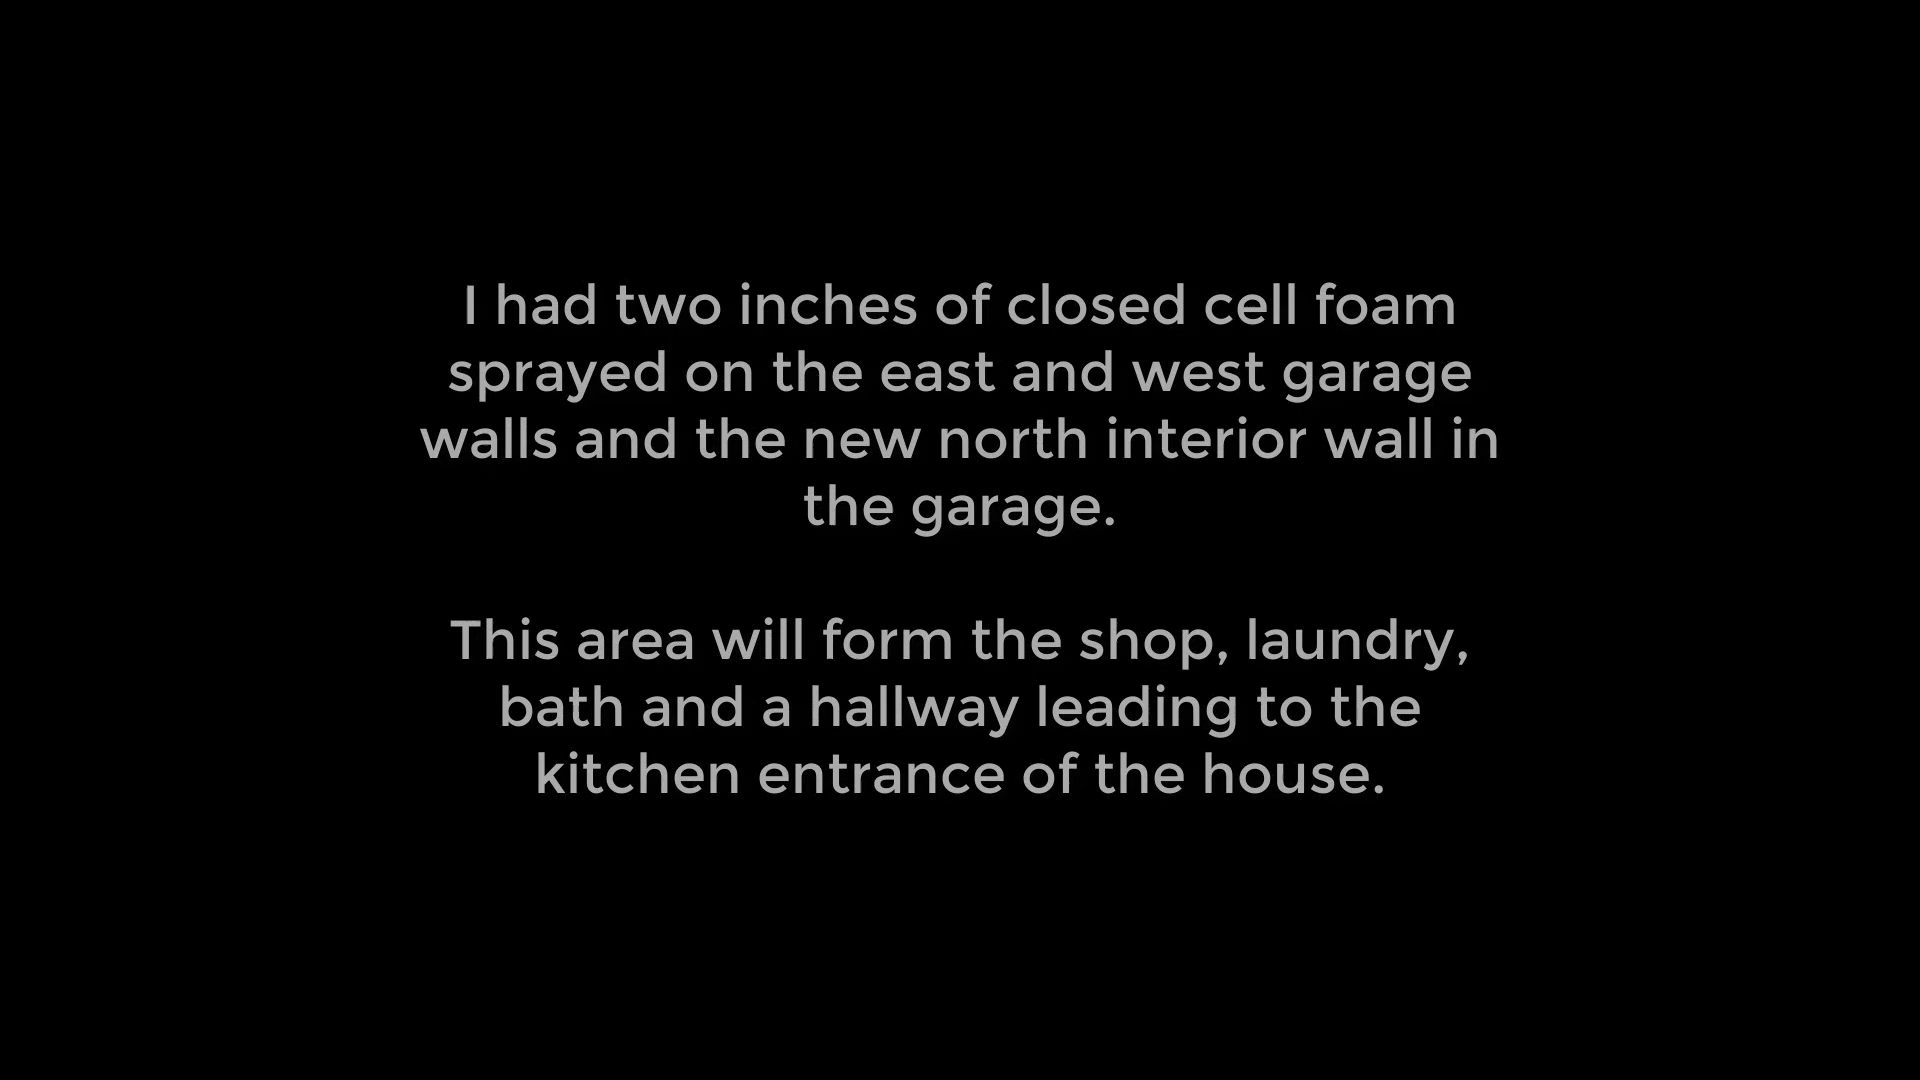 I had two inches of closed cell foam
sprayed on the east and west garage
walls and the new north interior wall in
the garage.
This area will form the shop, laundry,
bath and a hallway leading to the
kitchen entrance of the house.